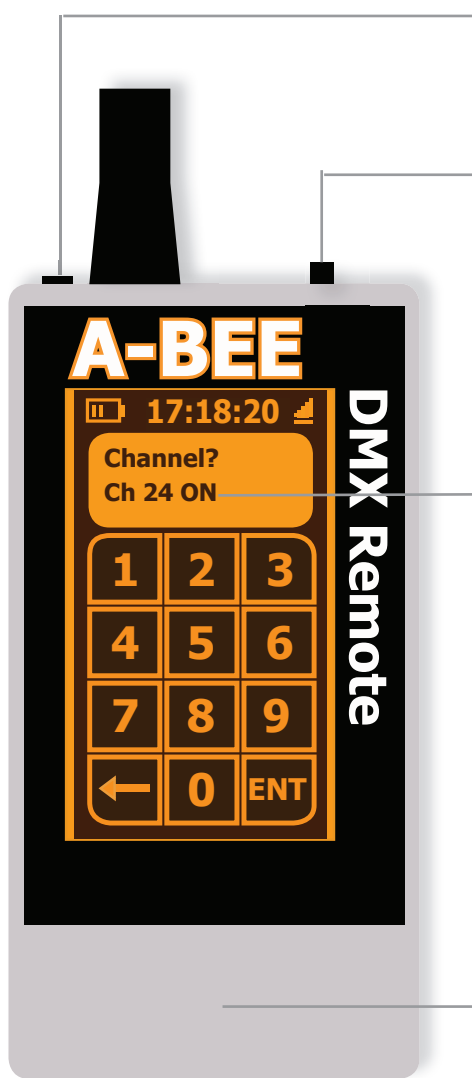 A-BEE
17:18:20
Channel?
Ch 24 ON
DMX Remote
1 2 3
4 5 6
7 8 9
0 ENT